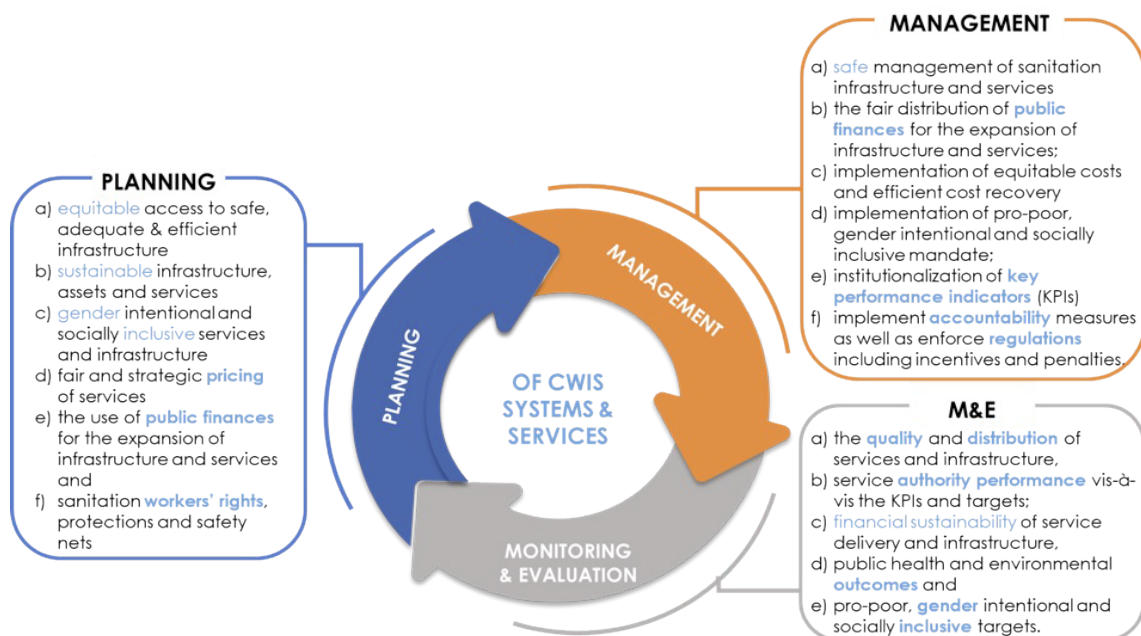 PLANNING
a) equitable access to safe,
adequate & efficient
infrastructure
b) sustainable infrastructure,
assets and services
c) gender intentional and
socially inclusive services
and infrastructure
d) fair and strategic pricing
of services
e) the use of public finances
for the expansion of
infrastructure and services
and
f) sanitation workers' rights,
protections and safety
nets
PLANNING
MANAGEMENT
MONITORING
& EVALUATION
OF CWIS
SYSTEMS &
SERVICES
MANAGEMENT
a) safe management of sanitation
infrastructure and services
b) the fair distribution of public
finances for the expansion of
infrastructure and services;
c) implementation of equitable costs
and efficient cost recovery
d) implementation of pro-poor,
gender intentional and socially
inclusive mandate;
e) institutionalization of key
performance indicators (KPIs)
f) implement accountability measures
as well as enforce regulations
including incentives and penalties.
M&E
a) the quality and distribution of
services and infrastructure,
b) service authority performance vis-à-
vis the KPIs and targets;
c) financial sustainability of service
delivery and infrastructure,
d) public health and environmental
outcomes and
e) pro-poor, gender intentional and
socially inclusive targets.